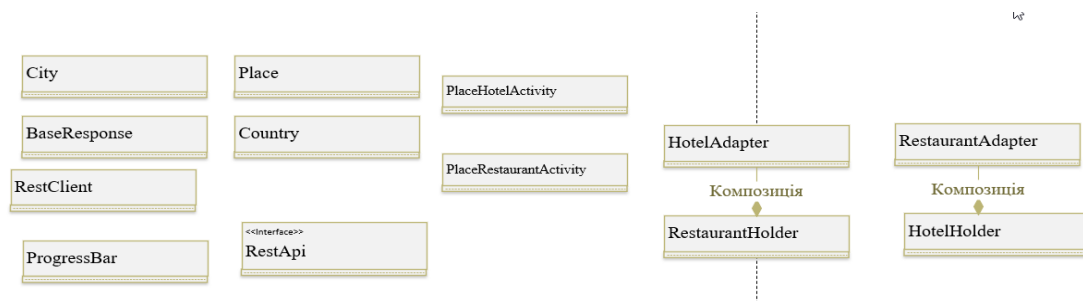 City
Place
PlaceHotelActivity
BaseResponse
Country
HotelAdapter
RestaurantAdapter
PlaceRestaurantActivity
RestClient
Композиція
Композиція
<<Interface>>
RestApi
RestaurantHolder
HotelHolder
ProgressBar